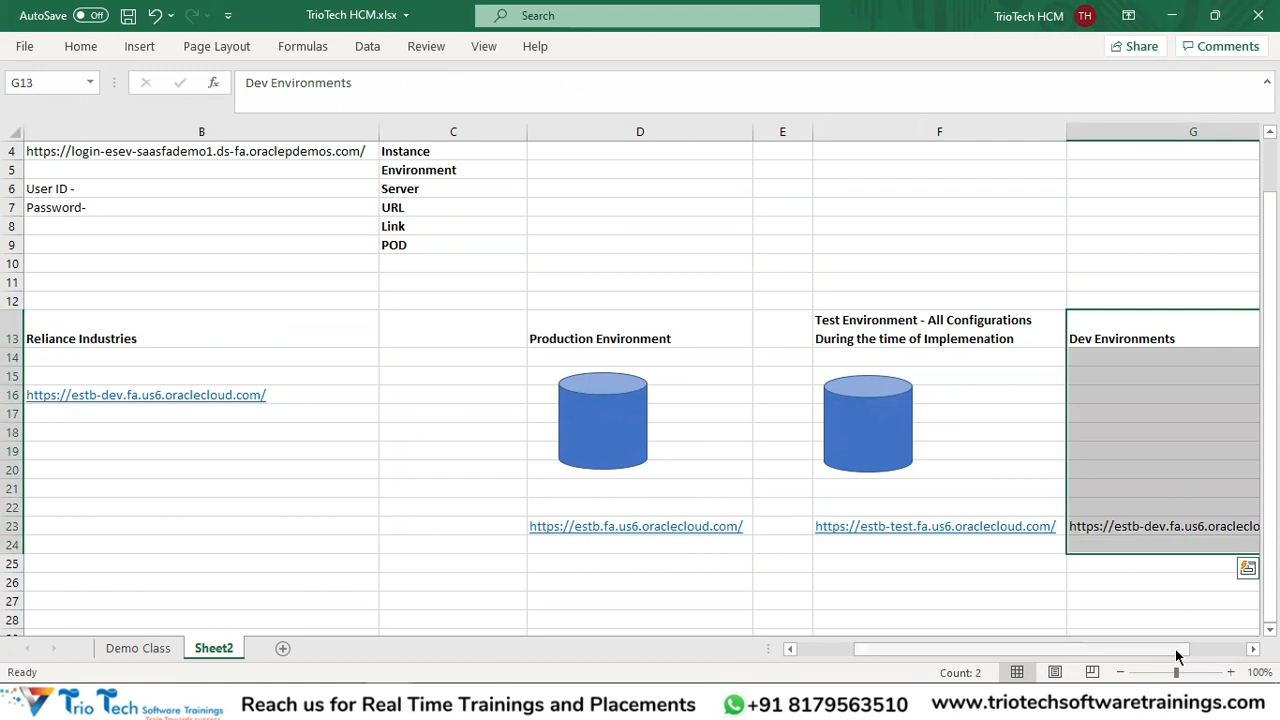 AutoSave Off TrioTech HCM.xlsx Search TrioTech HCM TH
File Home Insert Page Layout Formulas Data Review View Help Share Comments
G13 fx Dev Environments
B C D E F G
4 https://login-esev-saasfademo1.ds-fa.oraclepdemos.com/ Instance
5 Environment
6 User ID - Server
7 Password- URL
8 Link
9 POD
10
11
12
Test Environment - All Configurations
13 Reliance Industries Production Environment During the time of Implemenation Dev Environments
14
15
16 https://estb-dev.fa.us6.oraclecloud.com/
17
18
19
20
21
22
23 https://estb.fa.us6.oraclecloud.com/ https://estb-test.fa.us6.oraclecloud.com/ https://estb-dev.fa.us6.oracleclo
24
25
26
27
28
Demo Class Sheet2
Ready Count: 2 100%
Trio Tech Software Trainings Reach us for Real Time Trainings and Placements +91 8179563510 www.triotechsoftwaretrainings.com
Train Towards success